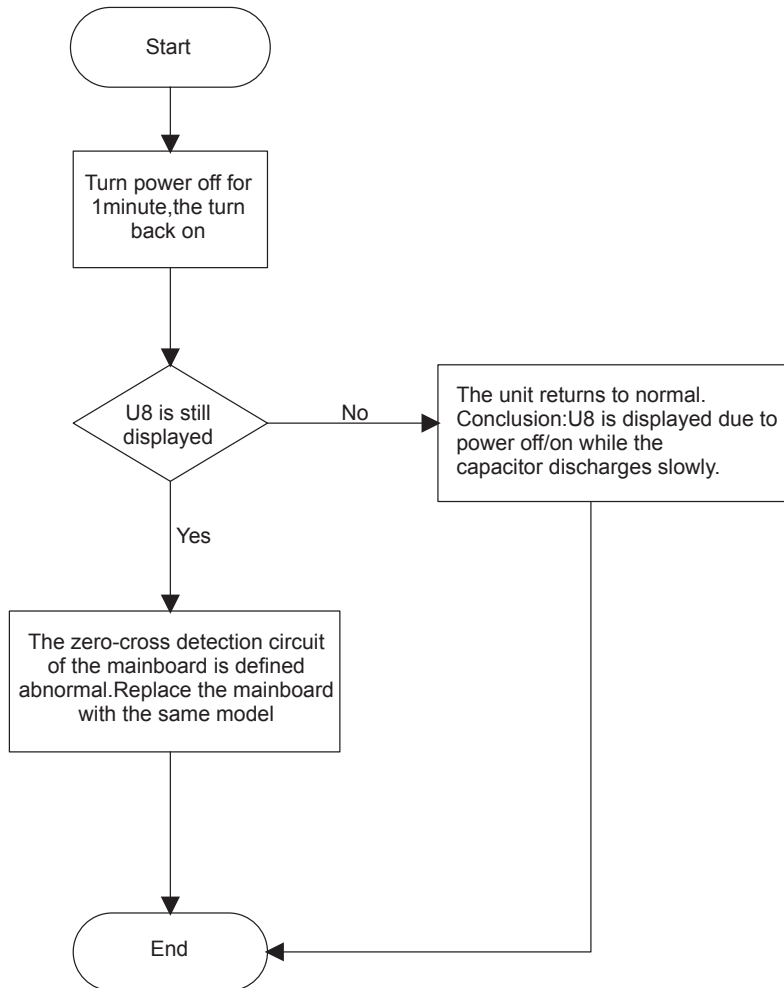 Start
Turn power off for
1minute,the turn
back on
U8 is still
displayed
No
The unit returns to normal.
Conclusion:U8 is displayed due to
power off/on while the
capacitor discharges slowly.
Yes
The zero-cross detection circuit
of the mainboard is defined
abnormal.Replace the mainboard
with the same model
End